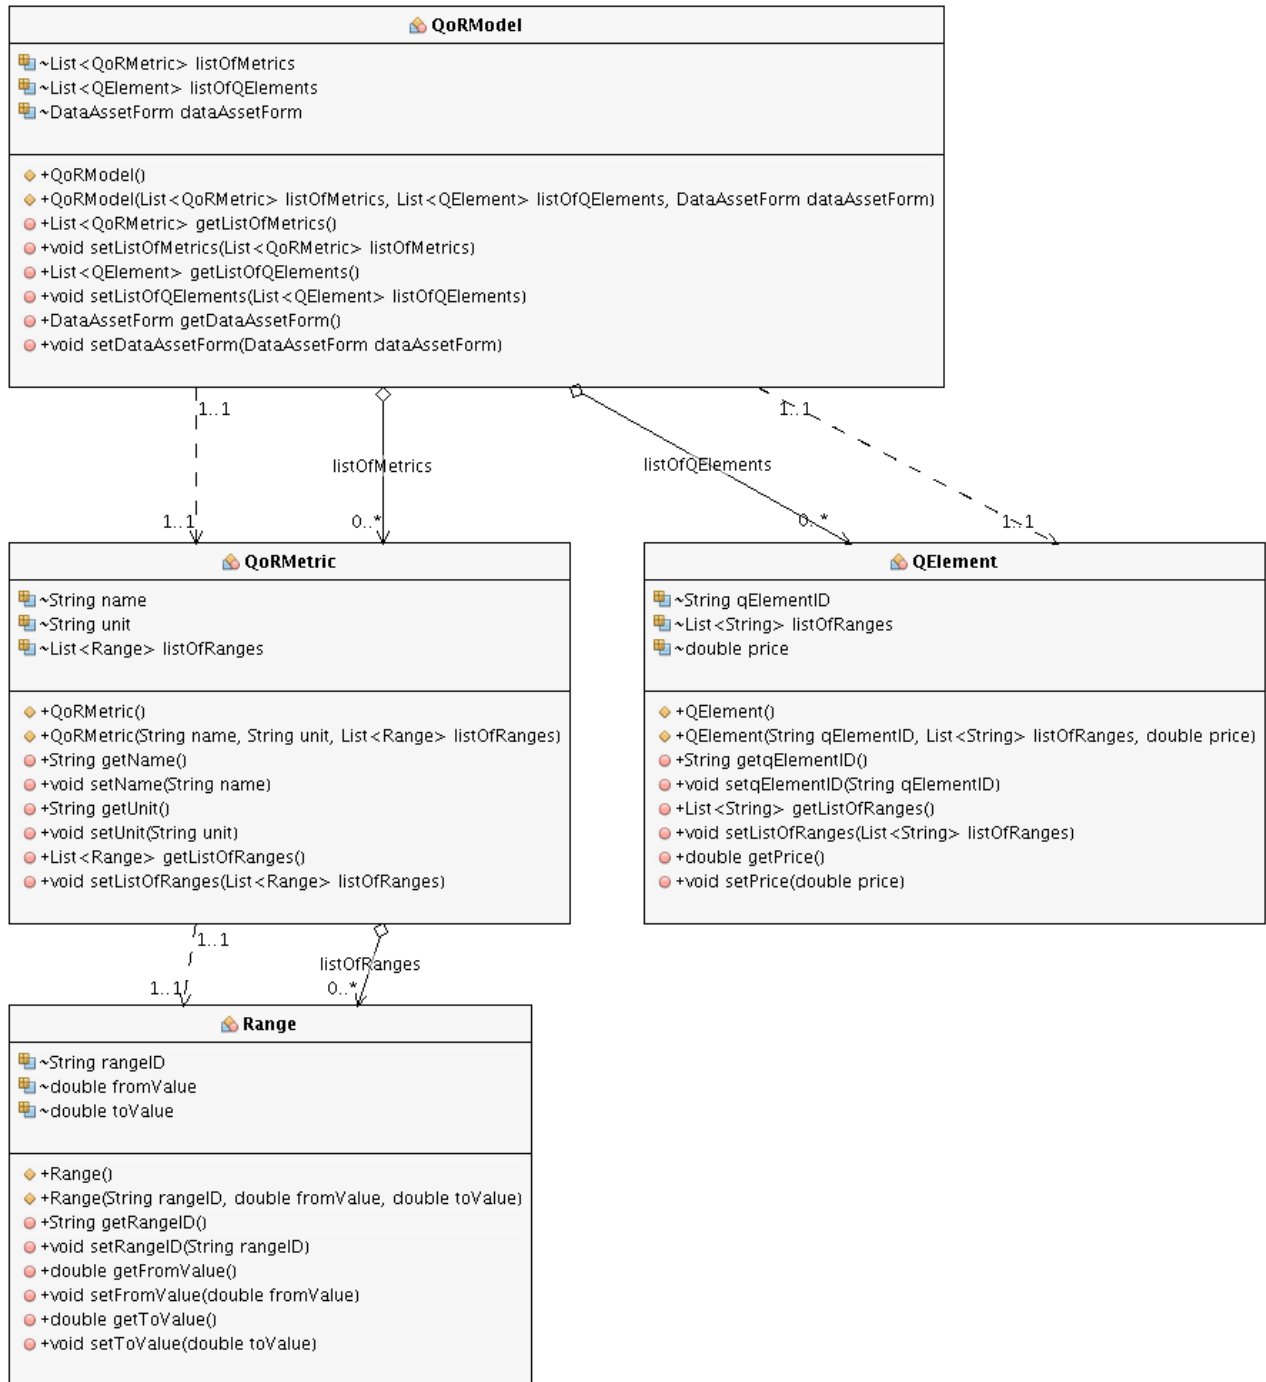 QoRModel
~List<QoRMetric> listOfMetrics
~List<QElement> listOfQElements
~DataAssetForm dataAssetForm
+QoRModel()
+QoRModel(List<QoRMetric> listOfMetrics, List<QElement> listOfQElements, DataAssetForm dataAssetForm)
+List<QoRMetric> getListOfMetrics()
+void setListOfMetrics(List<QoRMetric> listOfMetrics)
+List<QElement> getListOfQElements()
+void setListOfQElements(List<QElement> listOfQElements)
+DataAssetForm getDataAssetForm()
+void setDataAssetForm(DataAssetForm dataAssetForm)
1..1
1..1
listOfMetrics
listOfQElements
1..1
0..*
0..*
1..1
QoRMetric
~String name
~String unit
~List<Range> listOfRanges
+QoRMetric()
+QoRMetric(String name, String unit, List<Range> listOfRanges)
+String getName()
+void setName(String name)
+String getUnit()
+void setUnit(String unit)
+List<Range> getListOfRanges()
+void setListOfRanges(List<Range> listOfRanges)
QElement
~String qElementID
~List<String> listOfRanges
~double price
+QElement()
+QElement(String qElementID, List<String> listOfRanges, double price)
+String getqElementID()
+void setqElementID(String qElementID)
+List<String> getListOfRanges()
+void setListOfRanges(List<String> listOfRanges)
+double getPrice()
+void setPrice(double price)
1..1
listOfRanges
1..1
0..*
Range
~String rangeID
~double fromValue
~double toValue
+Range()
+Range(String rangeID, double fromValue, double toValue)
+String getRangeID()
+void setRangeID(String rangeID)
+double getFromValue()
+void setFromValue(double fromValue)
+double getToValue()
+void setToValue(double toValue)